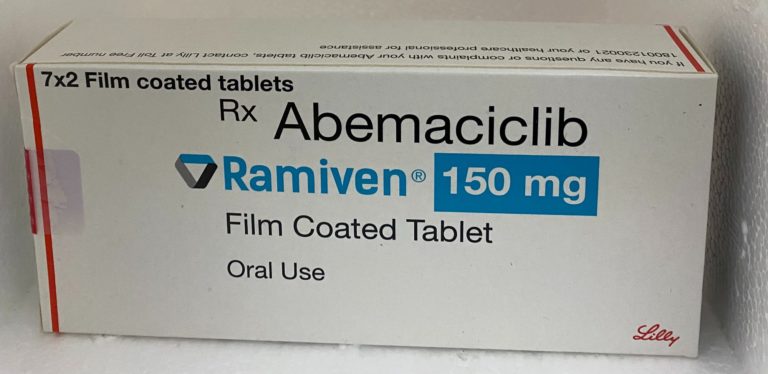 If you have any questions or complaints with your Abemaciclib tablets, contact Lilly at Toll Free number
18001230021 or your healthcare professional for assistance
7x2 Film coated tablets
Rx Abemaciclib
Ramiven® 150 mg
Film Coated Tablet
Oral Use
Lilly